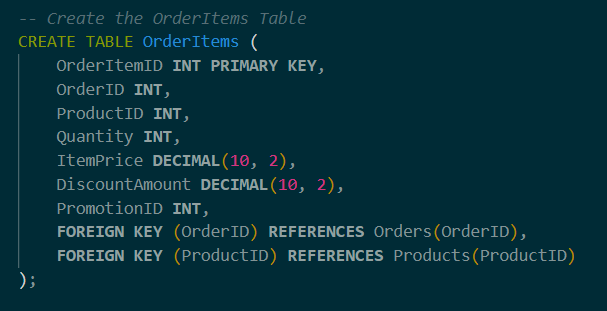 -- Create the OrderItems Table
CREATE TABLE OrderItems (
    OrderItemID INT PRIMARY KEY,
    OrderID INT,
    ProductID INT,
    Quantity INT,
    ItemPrice DECIMAL(10, 2),
    DiscountAmount DECIMAL(10, 2),
    PromotionID INT,
    FOREIGN KEY (OrderID) REFERENCES Orders(OrderID),
    FOREIGN KEY (ProductID) REFERENCES Products(ProductID)
);